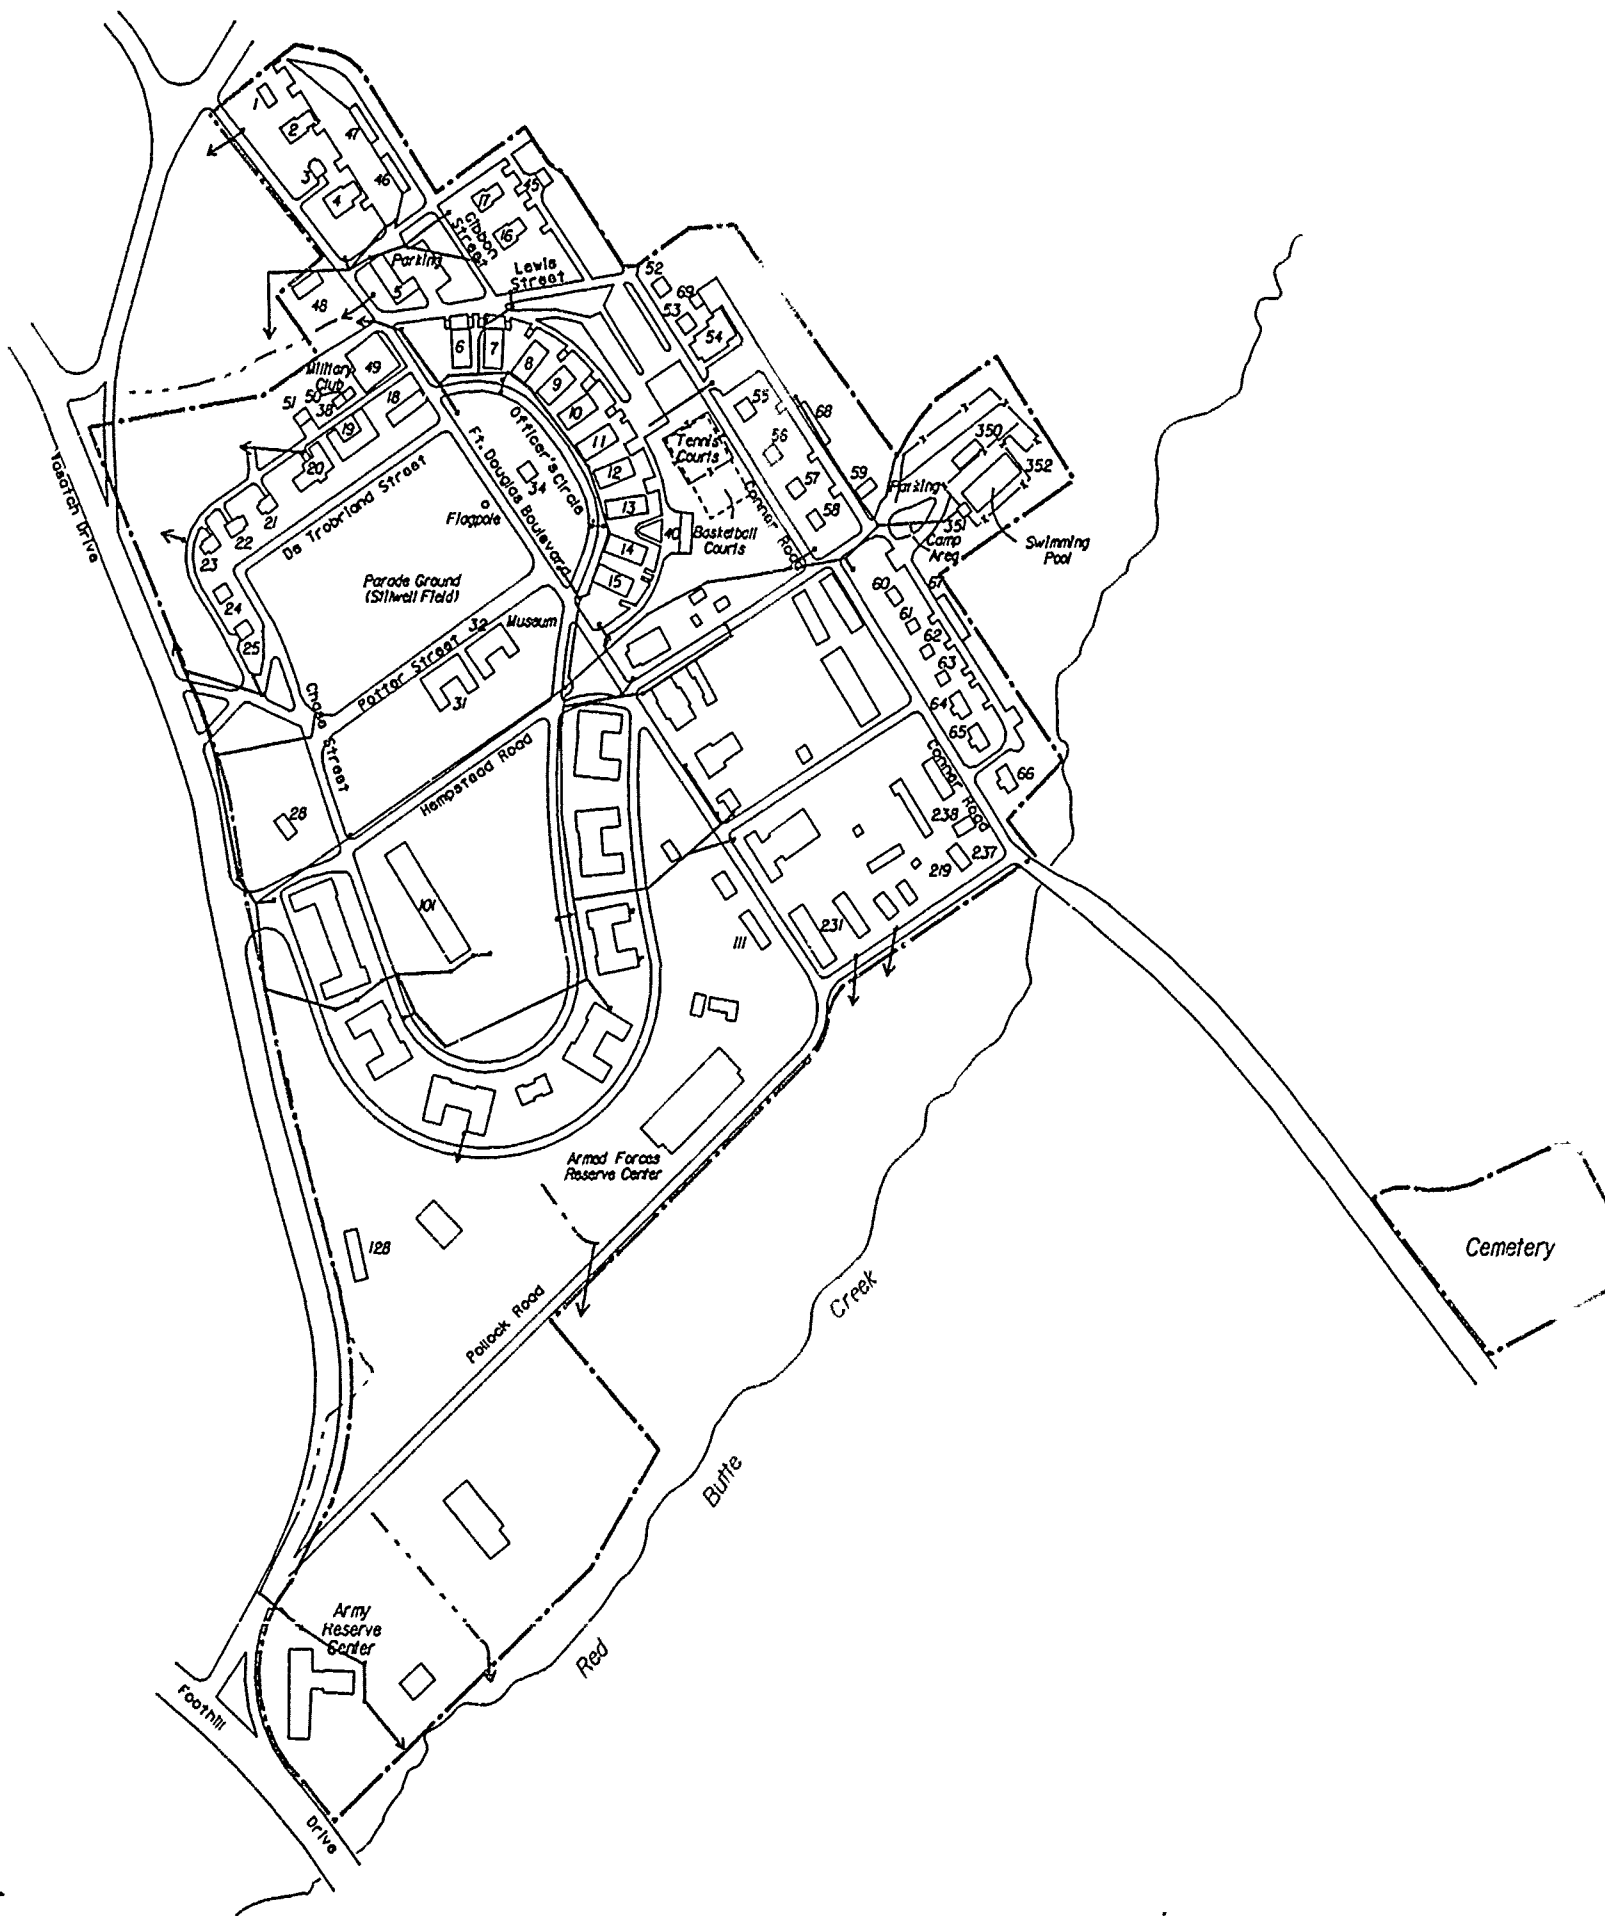 1
2
47
3
46
4
17
45
Gibbon
Street
16
Parking
Lewis
Street
5
48
52
69
53
54
6
7
8
9
10
11
12
13
14
15
40
Military
Club
49
50
51
38
18
19
20
21
22
23
24
25
Officer's Circle
Ft. Douglas Boulevard
34
Flagpole
De Trobriand Street
Wasatch Drive
Parade Ground
(Stilwell Field)
Tennis
Courts
Basketball
Courts
Connor Road
55
68
56
57
58
59
350
352
Parking
351
Camp
Area
Swimming
Pool
60
67
61
62
63
64
65
66
Potter Street
32
Museum
31
Chase Street
Hempstead Road
28
101
Connor Road
238
237
219
231
111
Armed Forces
Reserve Center
128
Pollock Road
Cemetery
Creek
Butte
Red
Army
Reserve
Center
Foothill
Drive